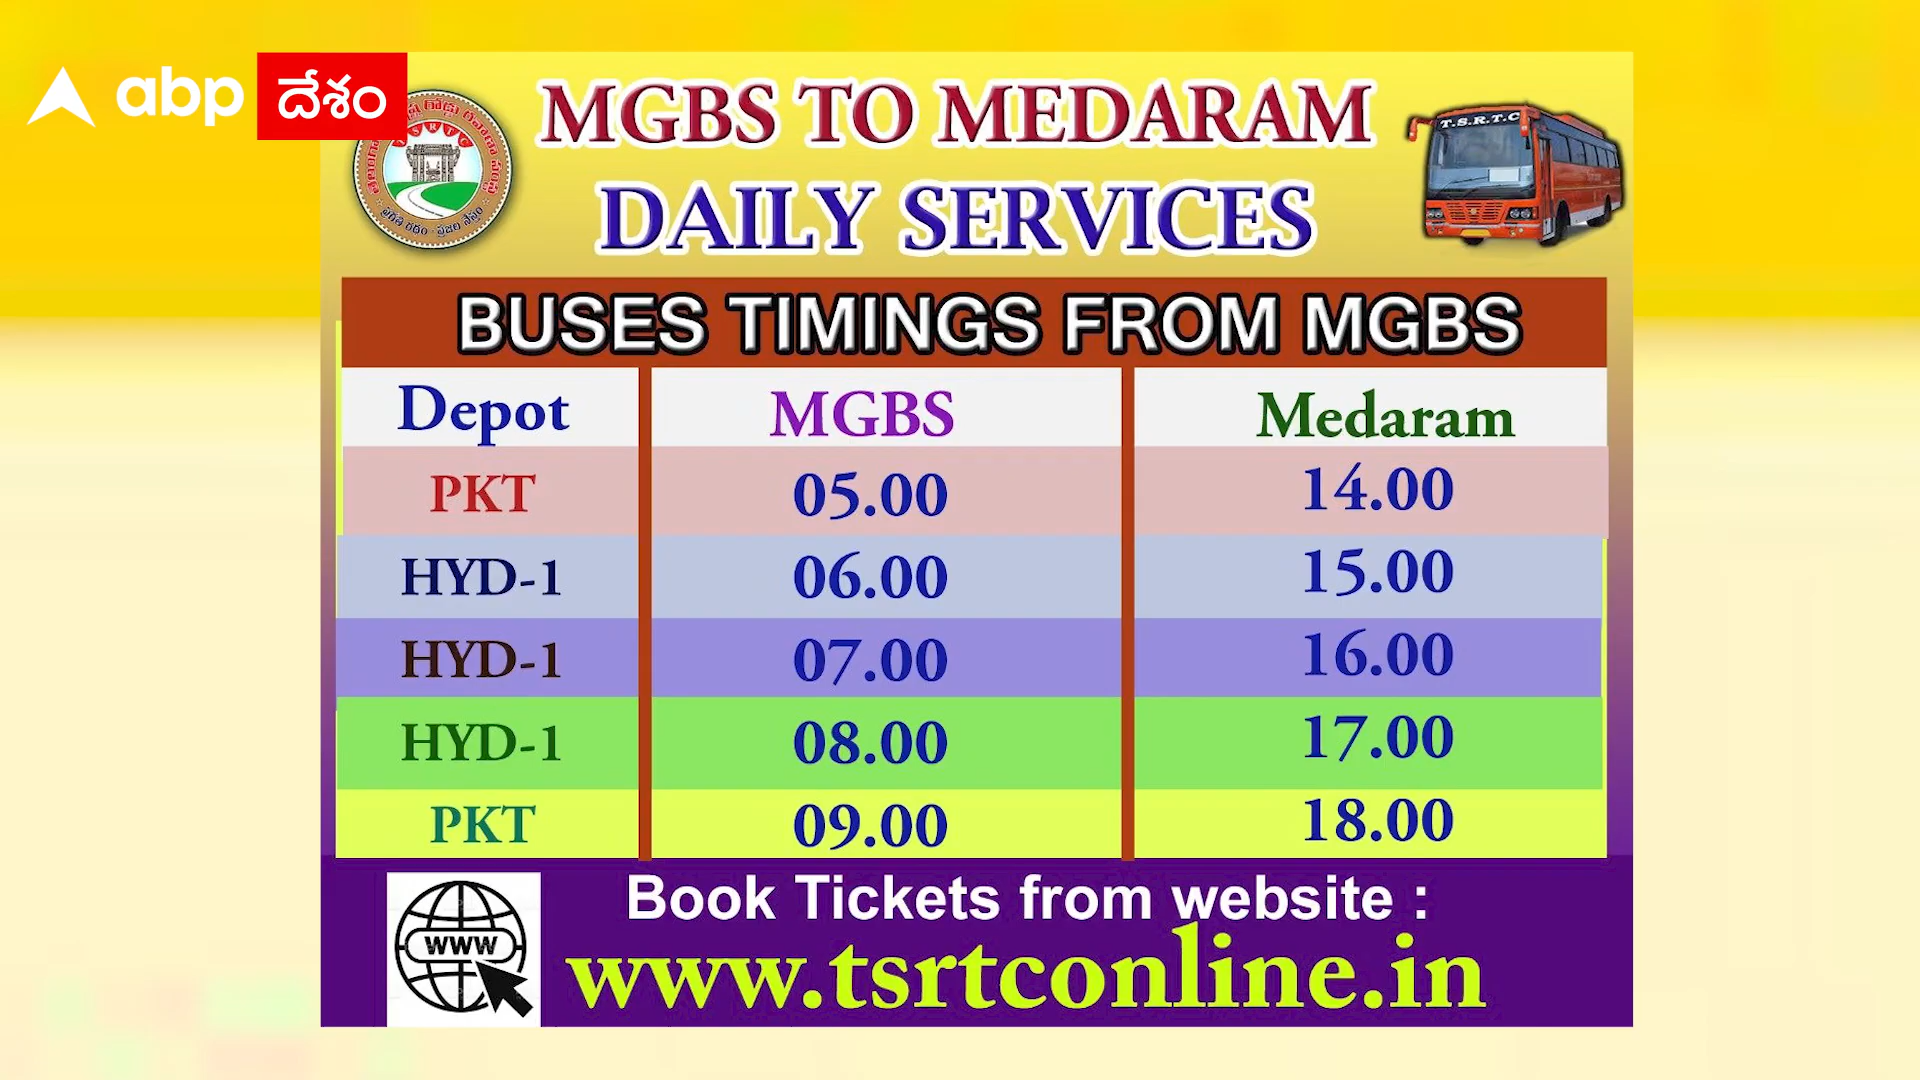 abp దేశం
TSRTC
MGBS TO MEDARAM
DAILY SERVICES
T.S.R.T.C
BUSES TIMINGS FROM MGBS
Depot MGBS Medaram
PKT 05.00 14.00
HYD-1 06.00 15.00
HYD-1 07.00 16.00
HYD-1 08.00 17.00
PKT 09.00 18.00
Book Tickets from website :
www
www.tsrtconline.in